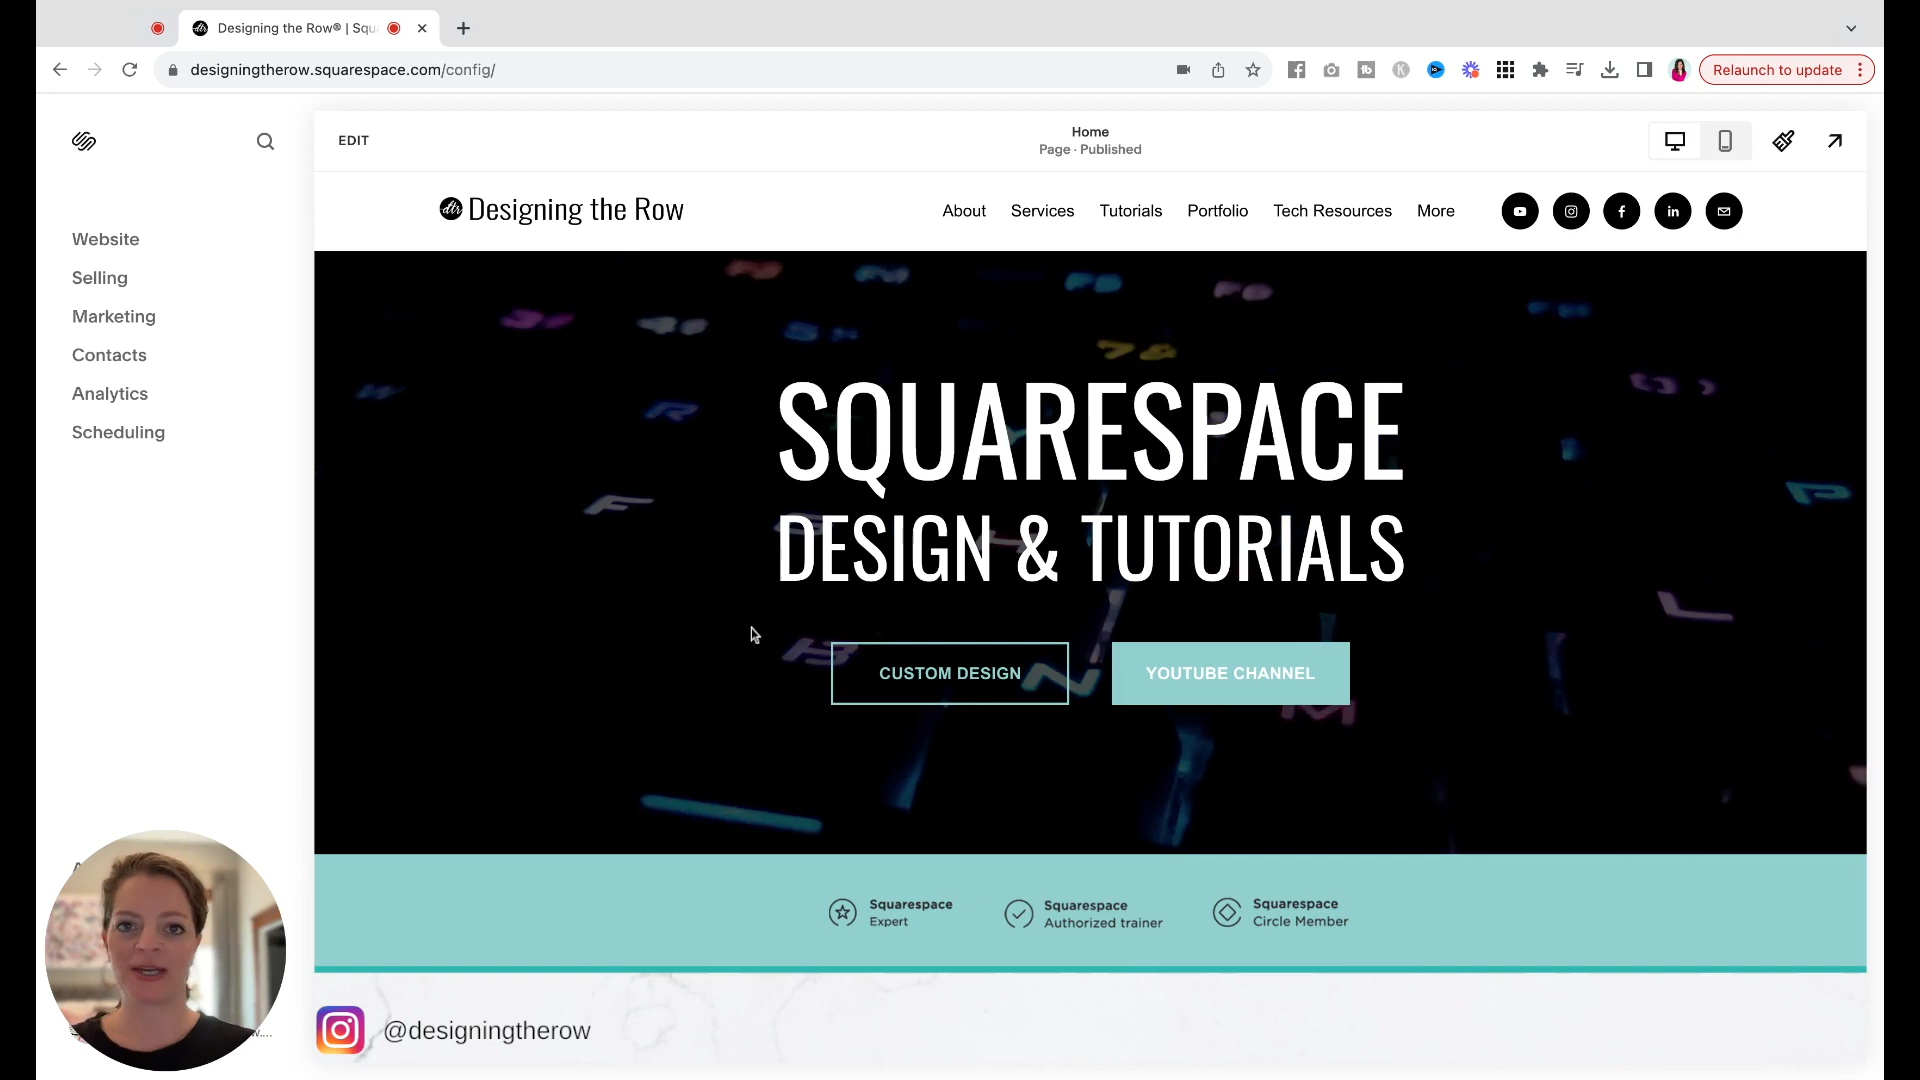 Designing the Row® | Squ
designingtherow.squarespace.com/config/
Relaunch to update
EDIT
Home
Page · Published
Website
Selling
Marketing
Contacts
Analytics
Scheduling
dtr Designing the Row
About Services Tutorials Portfolio Tech Resources More
SQUARESPACE
DESIGN & TUTORIALS
CUSTOM DESIGN
YOUTUBE CHANNEL
Squarespace
Expert
Squarespace
Authorized trainer
Squarespace
Circle Member
@designingtherow